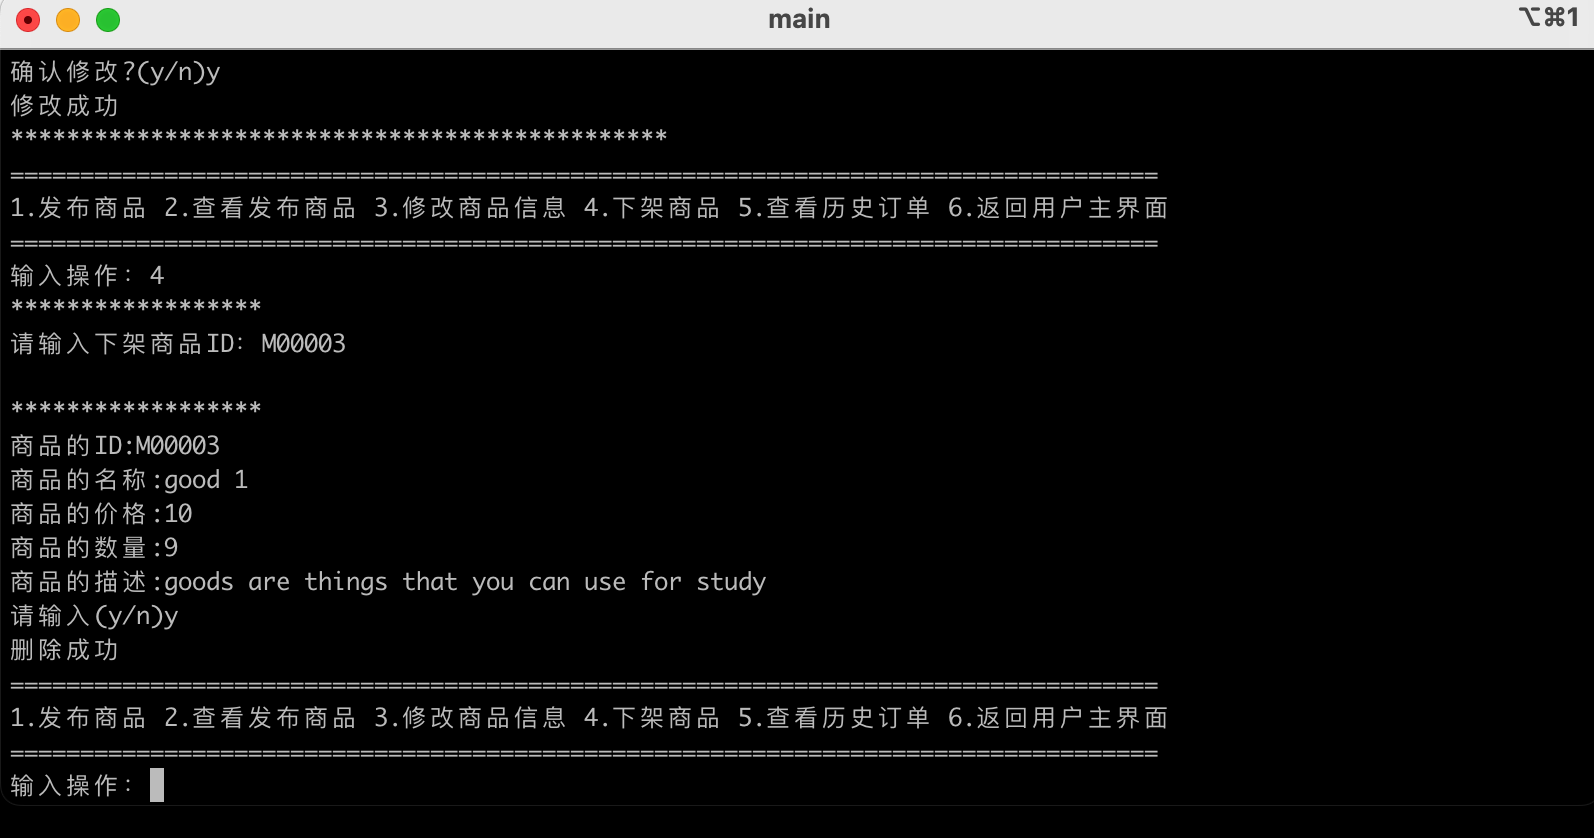 main
⌥⌘1
确认修改?(y/n)y
修改成功
***********************************************
==================================================================================
1.发布商品 2.查看发布商品 3.修改商品信息 4.下架商品 5.查看历史订单 6.返回用户主界面
==================================================================================
输入操作：4
******************
请输入下架商品ID：M00003
******************
商品的ID:M00003
商品的名称:good 1
商品的价格:10
商品的数量:9
商品的描述:goods are things that you can use for study
请输入(y/n)y
删除成功
==================================================================================
1.发布商品 2.查看发布商品 3.修改商品信息 4.下架商品 5.查看历史订单 6.返回用户主界面
==================================================================================
输入操作：